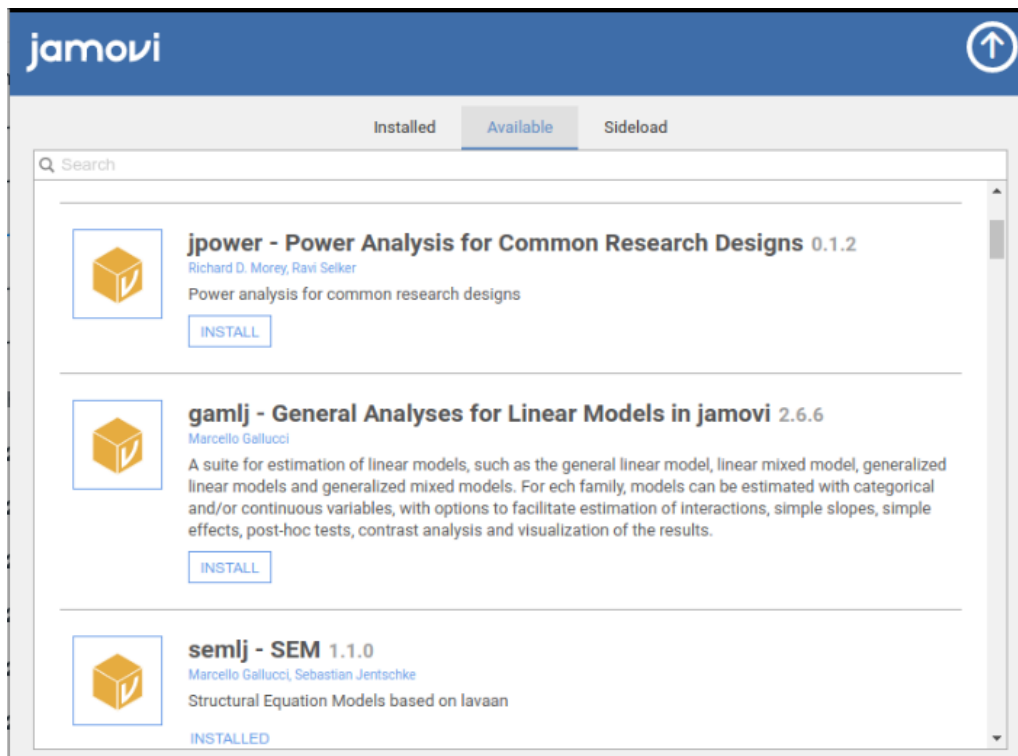 jamovi
Installed Available Sideload
Search
jpower - Power Analysis for Common Research Designs 0.1.2
Richard D. Morey, Ravi Selker
Power analysis for common research designs
INSTALL
gamlj - General Analyses for Linear Models in jamovi 2.6.6
Marcello Gallucci
A suite for estimation of linear models, such as the general linear model, linear mixed model, generalized
linear models and generalized mixed models. For ech family, models can be estimated with categorical
and/or continuous variables, with options to facilitate estimation of interactions, simple slopes, simple
effects, post-hoc tests, contrast analysis and visualization of the results.
INSTALL
semlj - SEM 1.1.0
Marcello Gallucci, Sebastian Jentschke
Structural Equation Models based on lavaan
INSTALLED